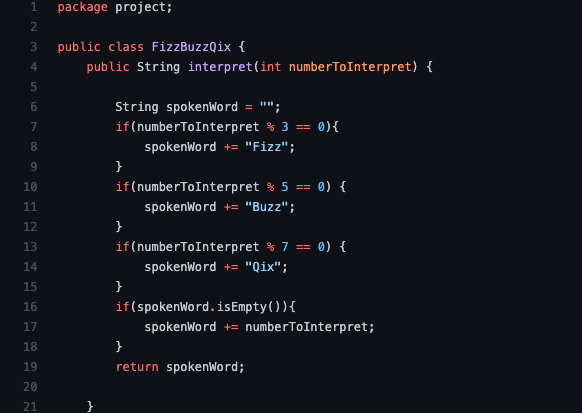 1 package project;
2
3 public class FizzBuzzQix {
4     public String interpret(int numberToInterpret) {
5
6         String spokenWord = "";
7         if(numberToInterpret % 3 == 0){
8             spokenWord += "Fizz";
9         }
10         if(numberToInterpret % 5 == 0) {
11             spokenWord += "Buzz";
12         }
13         if(numberToInterpret % 7 == 0) {
14             spokenWord += "Qix";
15         }
16         if(spokenWord.isEmpty()){
17             spokenWord += numberToInterpret;
18         }
19         return spokenWord;
20
21     }